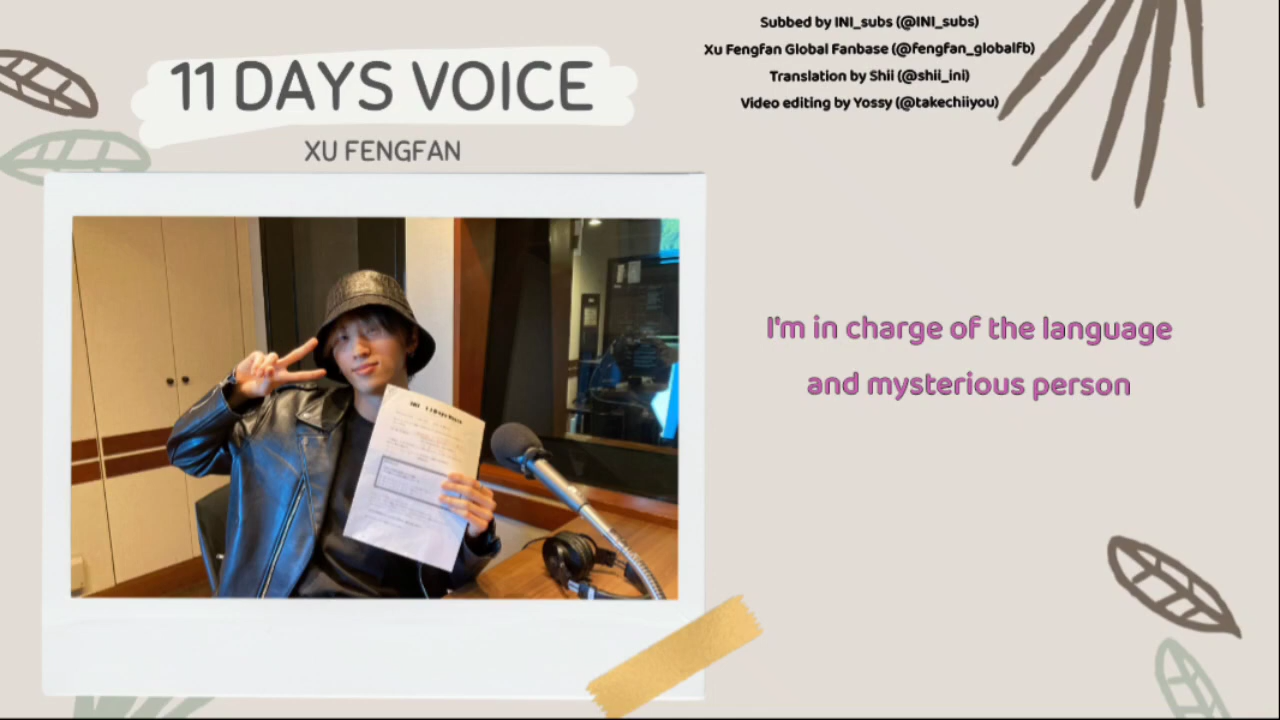 Subbed by INI_subs (@INI_subs)
Xu Fengfan Global Fanbase (@fengfan_globalfb)
Translation by Shii (@shii_ini)
Video editing by Yossy (@takechiiyou)
11 DAYS VOICE
XU FENGFAN
I'm in charge of the language
and mysterious person